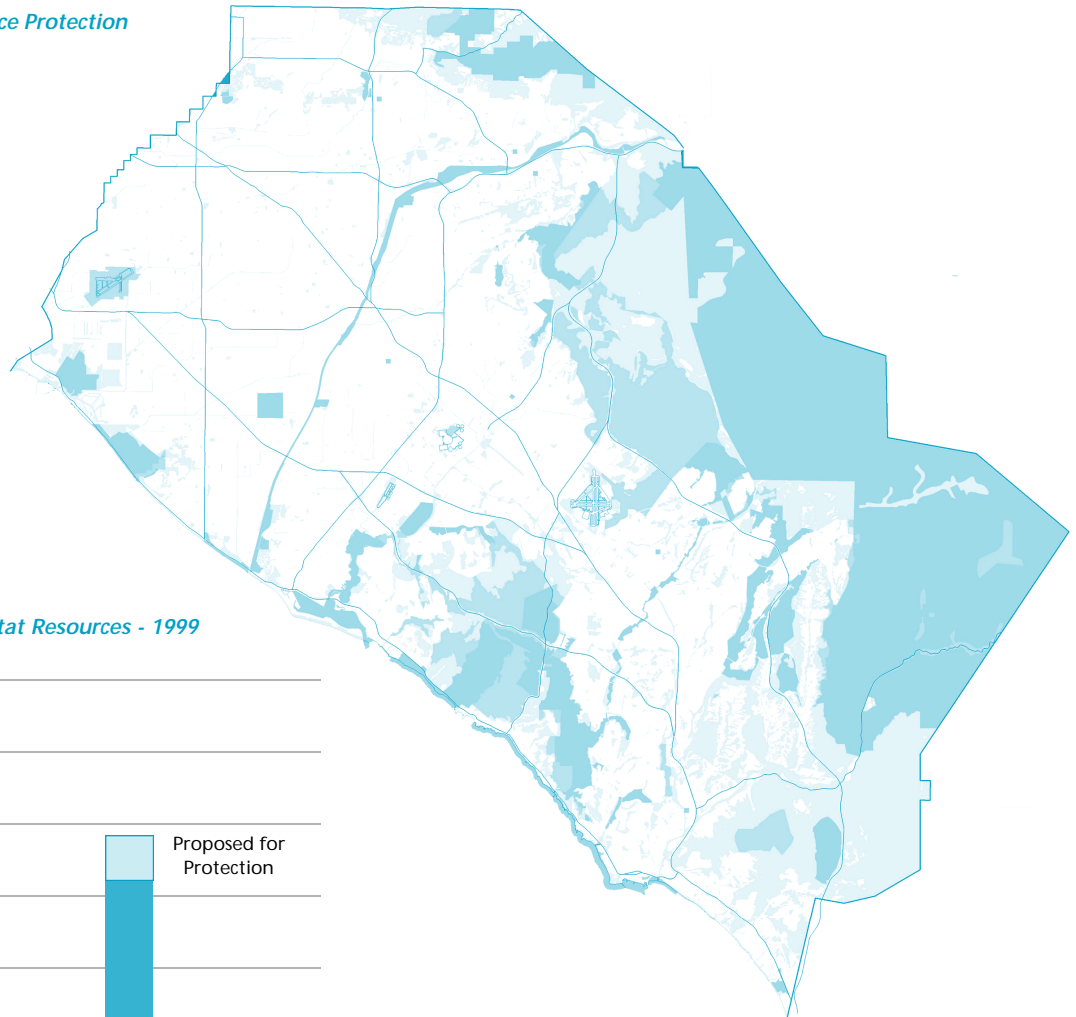 ce Protection
tat Resources - 1999
Proposed for
Protection